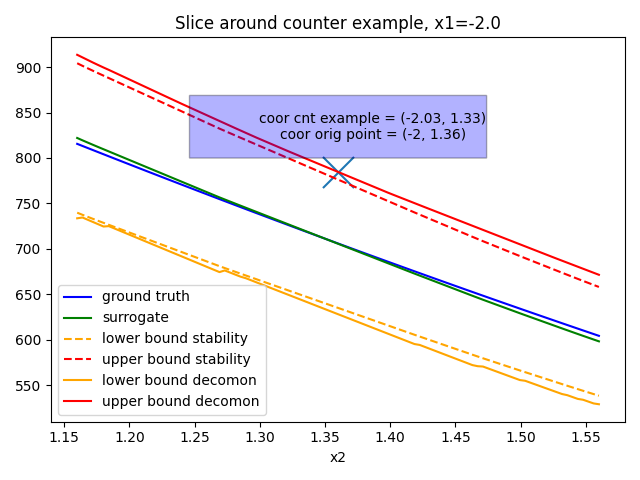 Slice around counter example, x1=-2.0
900
850
800
750
700
650
600
550
coor cnt example = (-2.03, 1.33)
coor orig point = (-2, 1.36)
ground truth
surrogate
lower bound stability
upper bound stability
lower bound decomon
upper bound decomon
1.15 1.20 1.25 1.30 1.35 1.40 1.45 1.50 1.55
x2